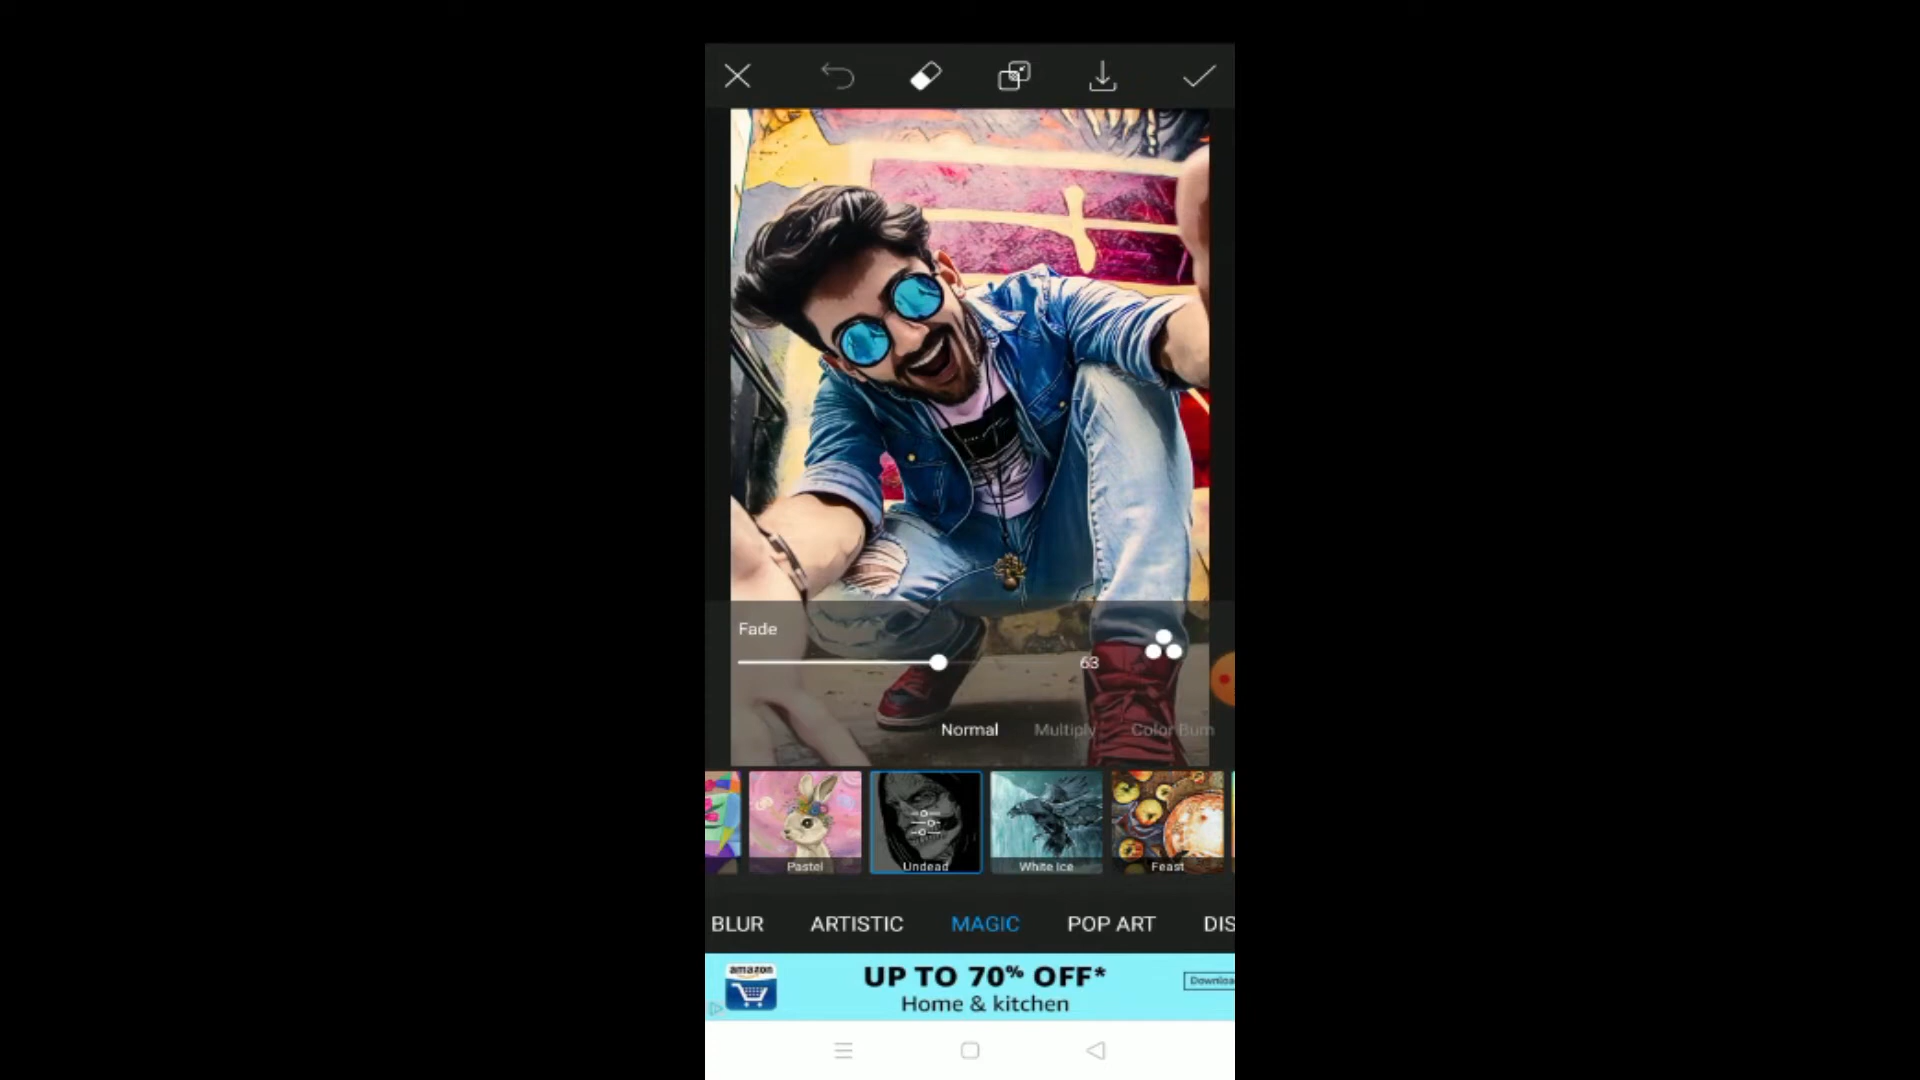 Fade
63
Normal Multiply Color Burn
Pastel Undead White Ice Feast
BLUR ARTISTIC MAGIC POP ART DIS
amazon
UP TO 70% OFF*
Home & kitchen
Downloa